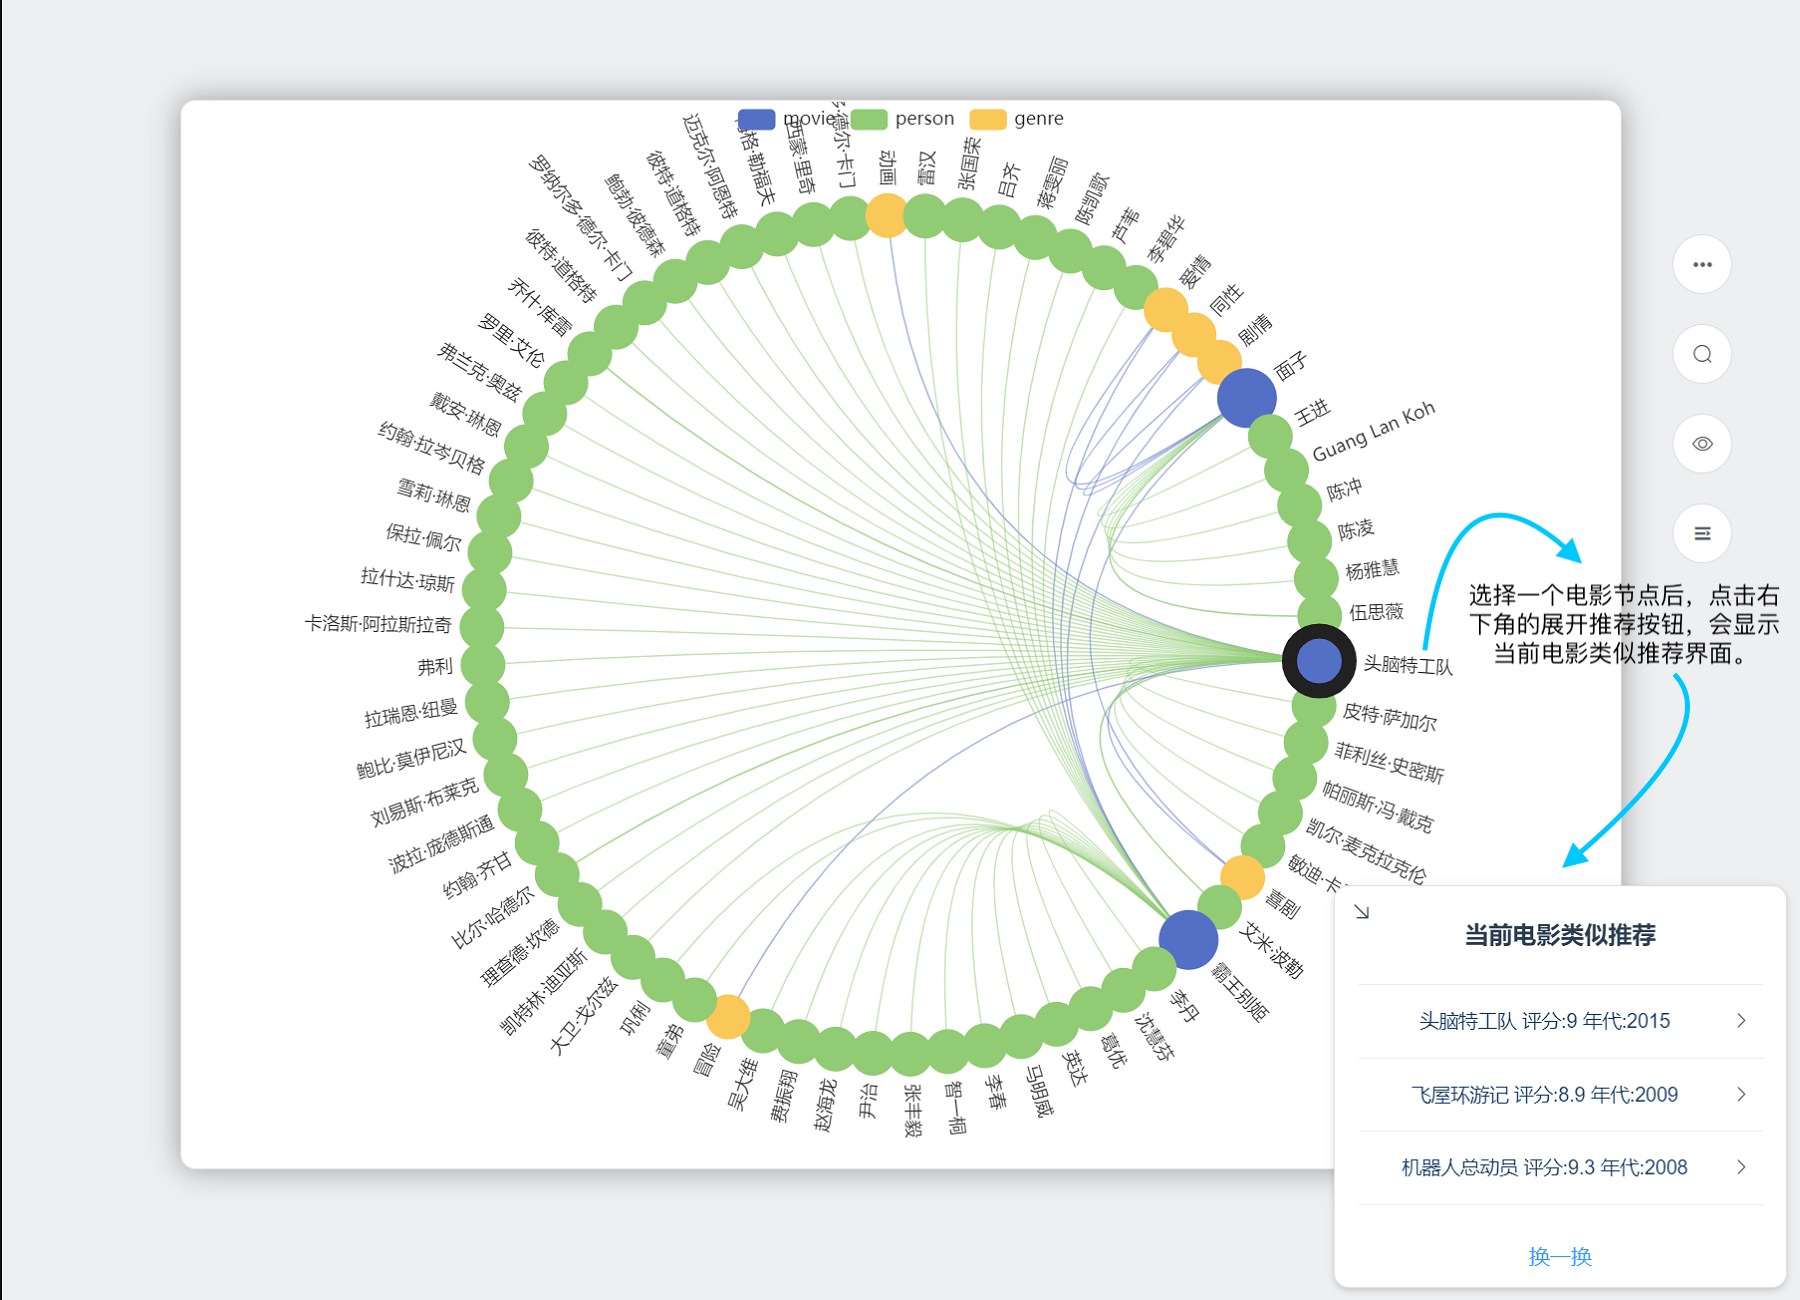 movie
person
genre
动画
雷汉
张国荣
吕齐
蒋雯丽
陈凯歌
芦苇
李碧华
爱情
同性
剧情
面子
王进
Guang Lan Koh
陈冲
陈凌
杨雅慧
伍思薇
头脑特工队
皮特·萨加尔
菲利丝·史密斯
帕丽斯·冯·戴克
凯尔·麦克拉克伦
敏迪·卡
喜剧
艾米·波勒
霸王别姬
李丹
沈慧芬
葛优
英达
马明威
李春
智一桐
张丰毅
尹治
赵海龙
费振翔
吴大维
冒险
童弟
巩俐
大卫·戈尔兹
凯特林·迪亚斯
理查德·坎德
比尔·哈德尔
约翰·齐甘
波拉·庞德斯通
刘易斯·布莱克
鲍比·莫伊尼汉
拉瑞恩·纽曼
弗利
卡洛斯·阿拉斯拉奇
拉什达·琼斯
保拉·佩尔
雪莉·琳恩
约翰·拉岑贝格
戴安·琳恩
弗兰克·奥兹
罗里·艾伦
乔什·库雷
彼特·道格特
罗纳尔多·德尔·卡门
鲍勃·彼德森
彼特·道格特
迈克尔·阿恩特
格·勒福夫
西蒙·里奇
德尔·卡门
选择一个电影节点后，点击右
下角的展开推荐按钮，会显示
当前电影类似推荐界面。
当前电影类似推荐
头脑特工队 评分:9 年代:2015
飞屋环游记 评分:8.9 年代:2009
机器人总动员 评分:9.3 年代:2008
换一换